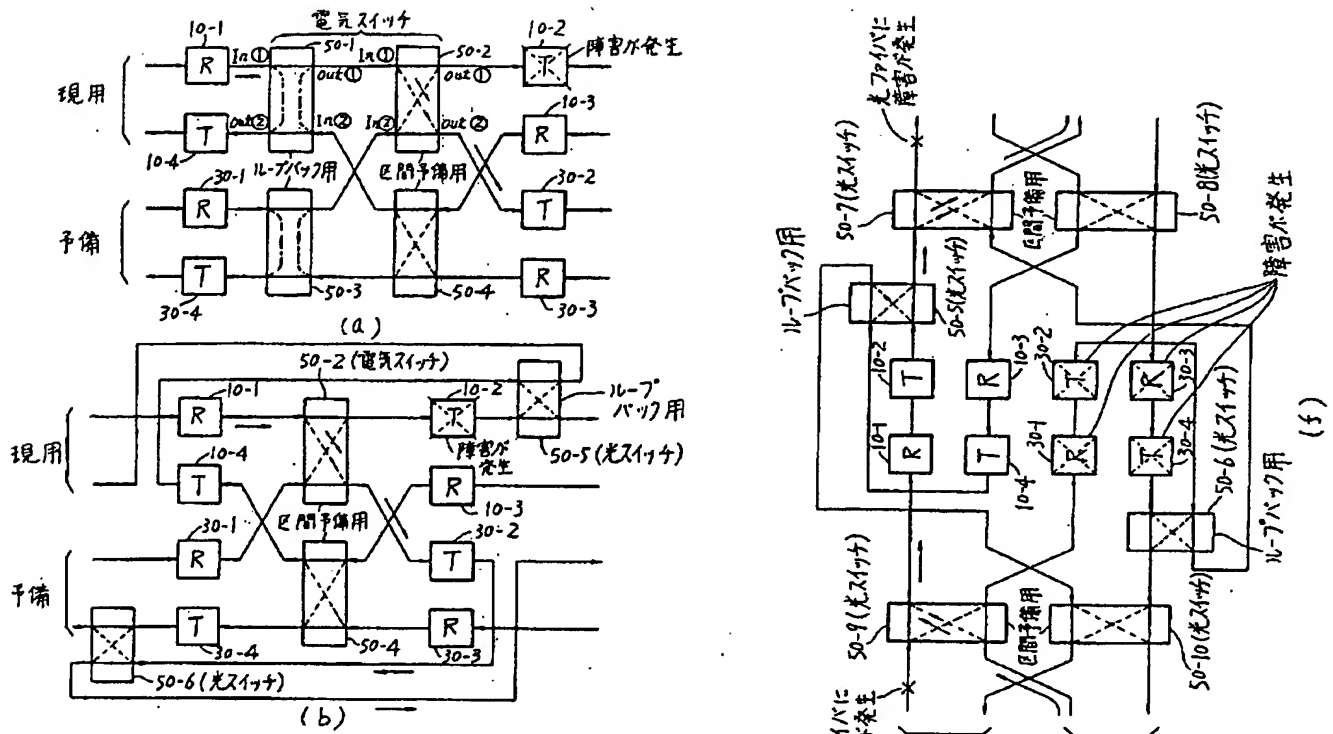 電気スイッチ
10-1
In①
50-1
In①
50-2
10-2
障害が発生
R
out①
out①
T
現用
10-3
T
out②
In②
In②
out②
R
10-4
30-1
ループバック用
区間予備用
30-2
R
T
予備
T
R
30-4
50-3
50-4
30-3
(a)
50-2(電気スイッチ)
10-1
10-2
ループバック用
R
T
現用
10-4
障害が発生
50-5(光スイッチ)
T
R
30-1
区間予備用
10-3
30-2
R
T
予備
T
R
30-4
50-4
30-3
50-6(光スイッチ)
(b)
光ファイバに
障害が発生
50-7(光スイッチ)
区間予備用
50-8(光スイッチ)
ループバック用
50-5(光スイッチ)
障害が発生
10-2
T
10-3
R
30-2
T
30-3
R
10-1
R
10-4
T
30-1
R
30-4
T
50-6(光スイッチ)
ループバック用
50-9(光スイッチ)
区間予備用
50-10(光スイッチ)
イバに
発生
(f)